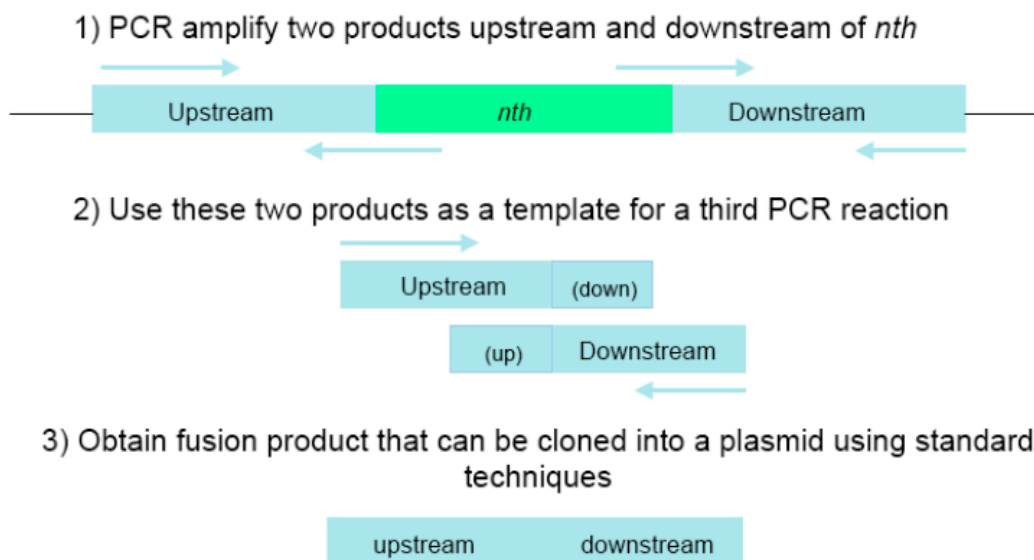 1) PCR amplify two products upstream and downstream of nth
Upstream
nth
Downstream
2) Use these two products as a template for a third PCR reaction
Upstream
(down)
(up)
Downstream
3) Obtain fusion product that can be cloned into a plasmid using standard
techniques
upstream
downstream